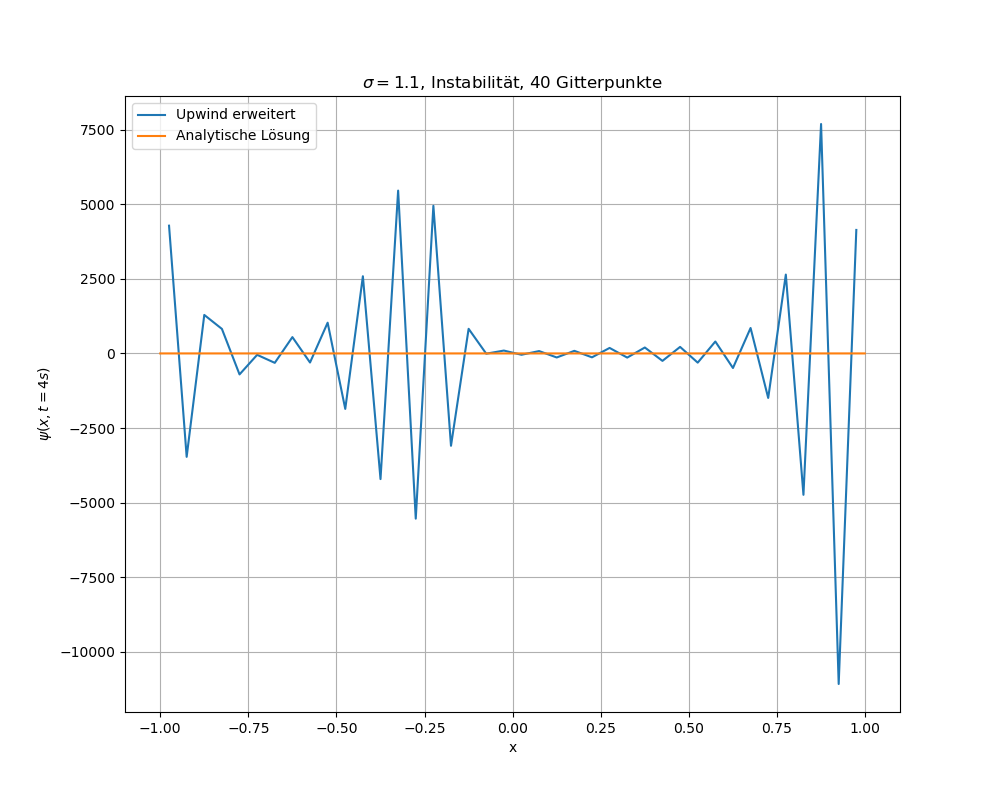 σ = 1.1, Instabilität, 40 Gitterpunkte
Upwind erweitert
Analytische Lösung
7500
5000
2500
0
−2500
−5000
−7500
−10000
ψ(x, t = 4s)
−1.00 −0.75 −0.50 −0.25 0.00 0.25 0.50 0.75 1.00
x